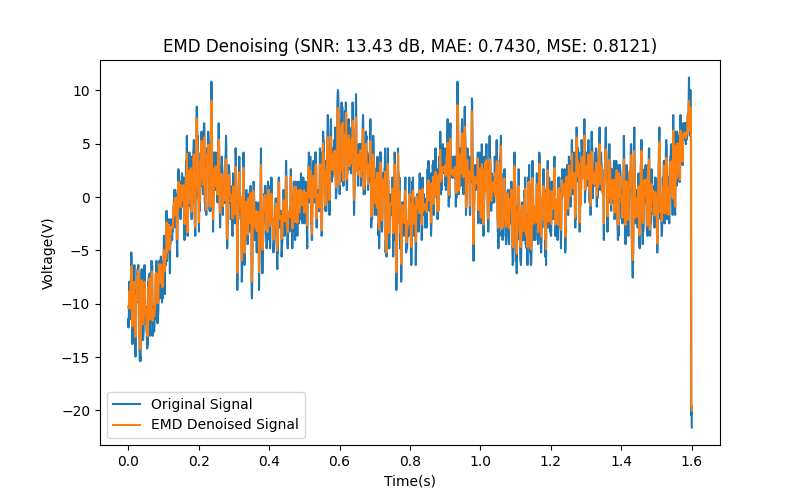 EMD Denoising (SNR: 13.43 dB, MAE: 0.7430, MSE: 0.8121)
10
5
0
−5
−10
−15
−20
Voltage(V)
Original Signal
EMD Denoised Signal
0.0 0.2 0.4 0.6 0.8 1.0 1.2 1.4 1.6
Time(s)